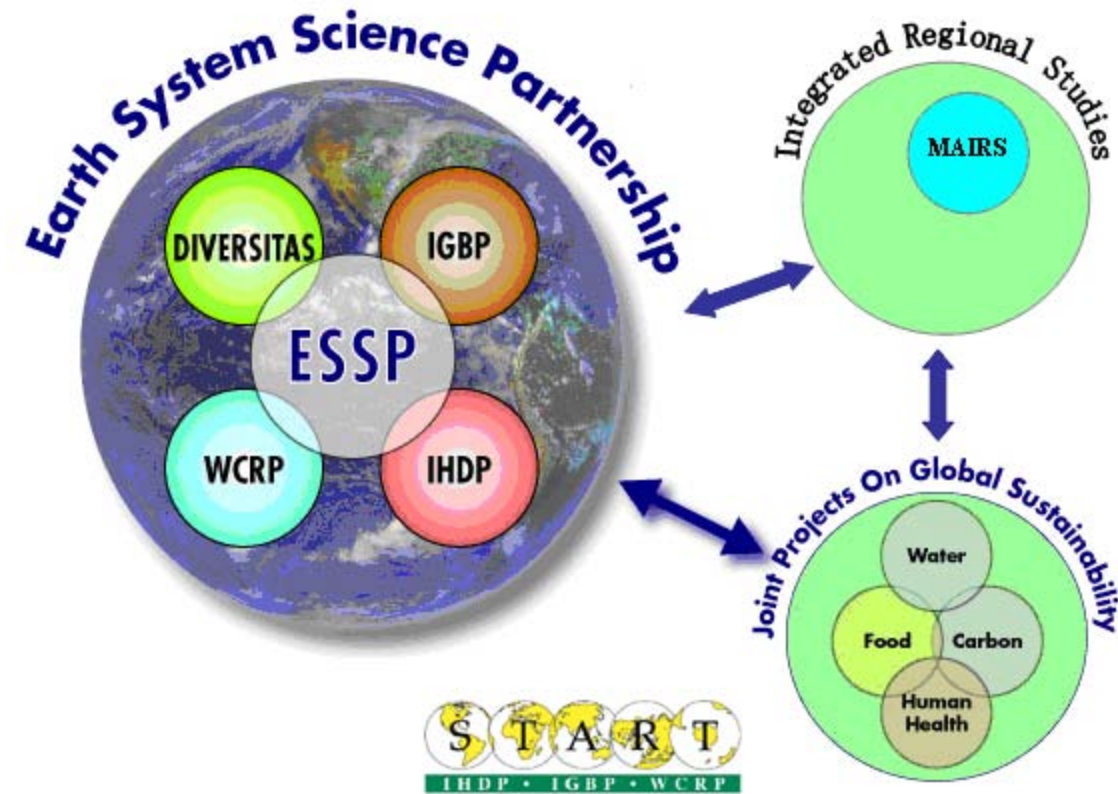 Earth System Science Partnership
DIVERSITAS
IGBP
ESSP
WCRP
IHDP
Integrated Regional Studies
MAIRS
Joint Projects On Global Sustainability
Water
Food
Carbon
Human
Health
START
IHDP • IGBP • WCRP